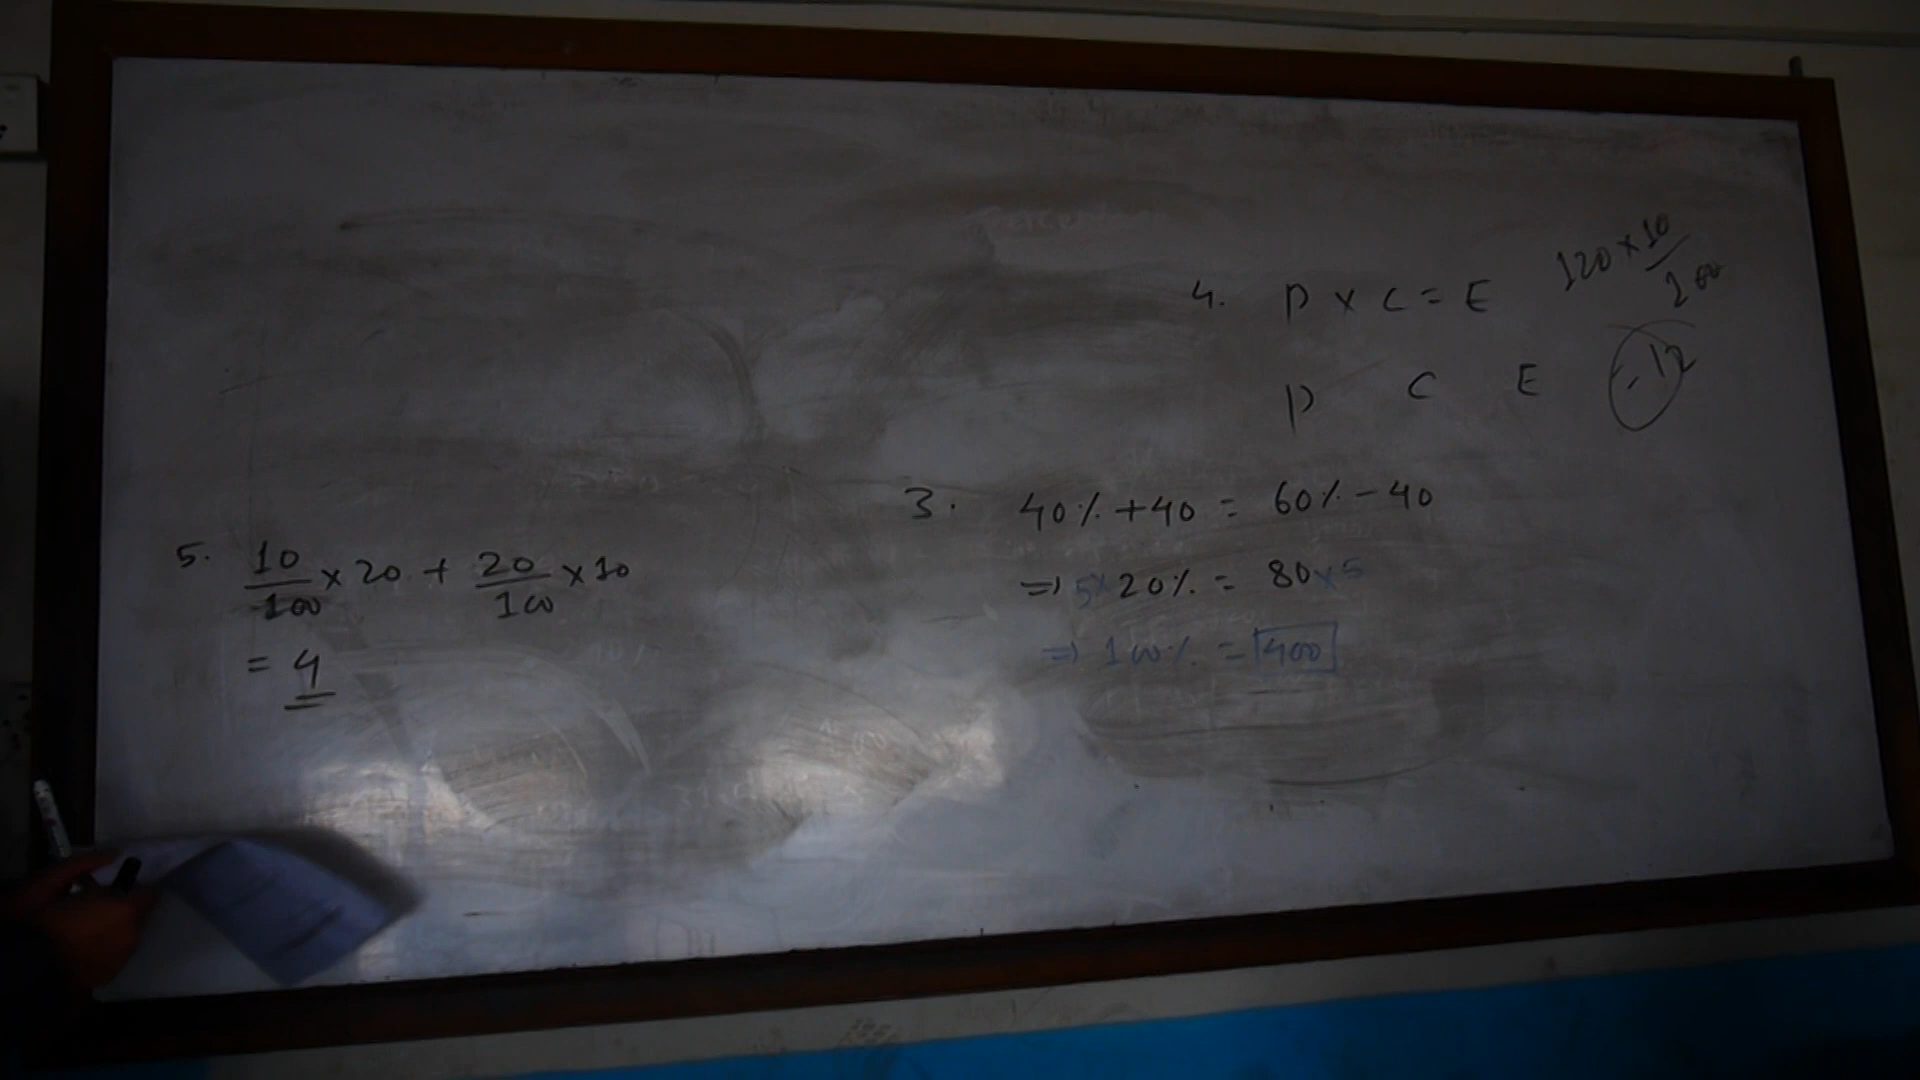 4. P x C = E
120 x 10
200
P C E
- 12
3. 40% + 40 = 60% - 40
=> 5x 20% = 80 x 5
=> 100% = 400
5. 10/100 x 20 + 20/100 x 10
= 4